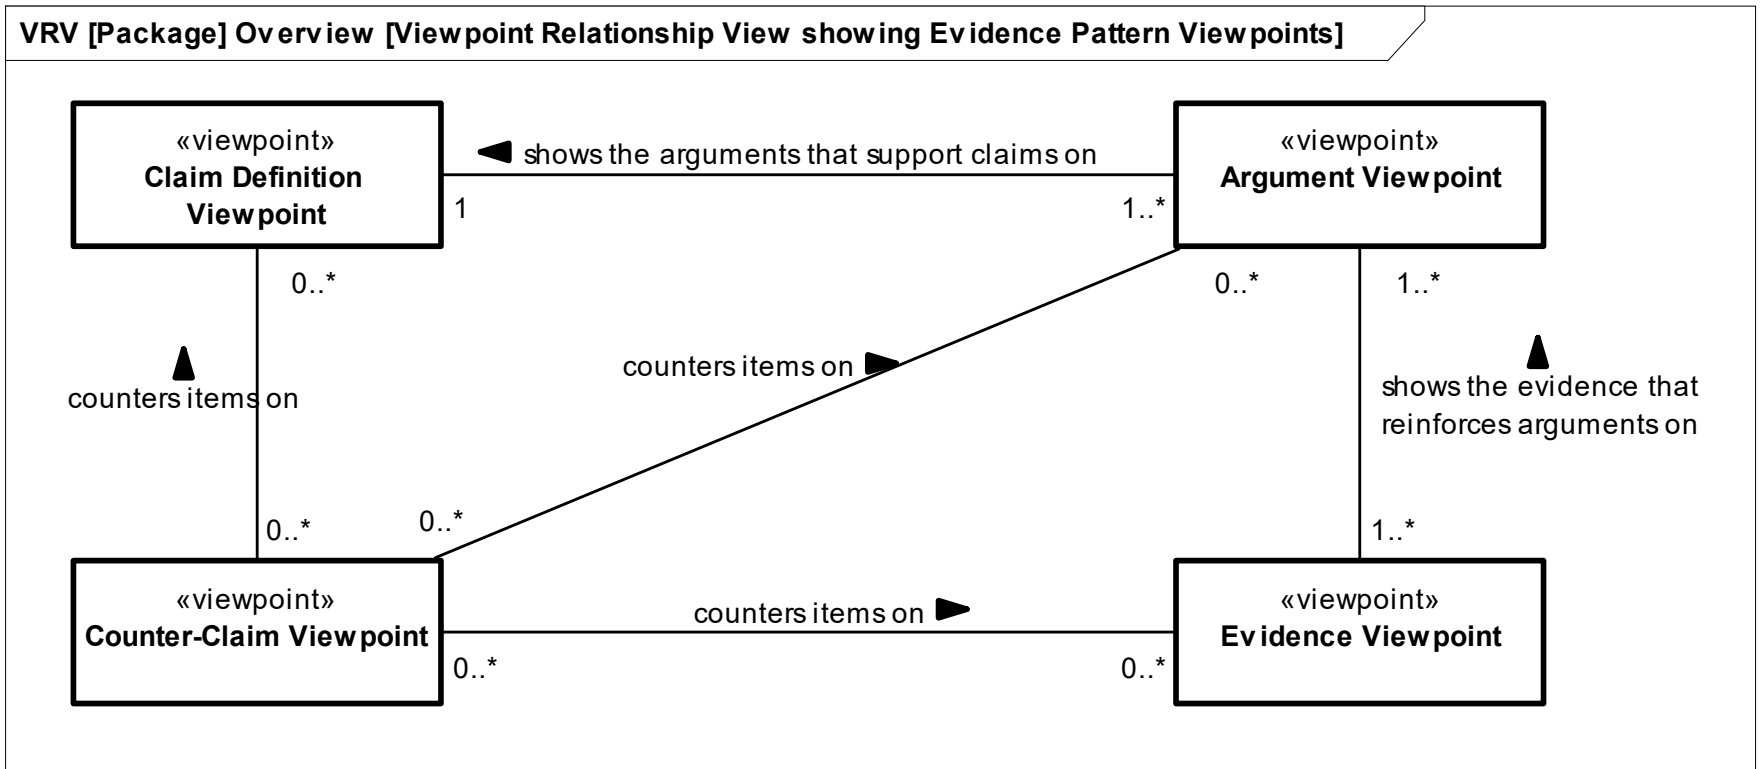 VRV [Package] Overview [Viewpoint Relationship View showing Evidence Pattern Viewpoints]
«viewpoint»
Claim Definition
Viewpoint
shows the arguments that support claims on
1
1..*
«viewpoint»
Argument Viewpoint
0..*
0..*
1..*
counters items on
counters items on
shows the evidence that
reinforces arguments on
0..*
0..*
1..*
«viewpoint»
Counter-Claim Viewpoint
counters items on
0..*
0..*
«viewpoint»
Evidence Viewpoint